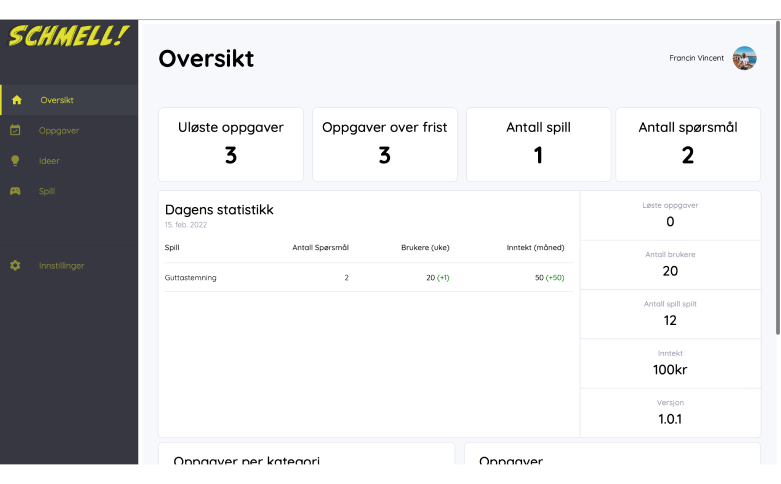 SCHMELL!
Oversikt
Oppgaver
Ideer
Spill
Innstillinger
Oversikt
Francin Vincent
Uløste oppgaver
3
Oppgaver over frist
3
Antall spill
1
Antall spørsmål
2
Dagens statistikk
15. feb. 2022
Spill Antall Spørsmål Brukere (uke) Inntekt (måned)
Guttastemning 2 20 (+1) 50 (+50)
Løste oppgaver
0
Antall brukere
20
Antall spill spilt
12
Inntekt
100kr
Versjon
1.0.1
Oppgaver per kategori
Oppgaver